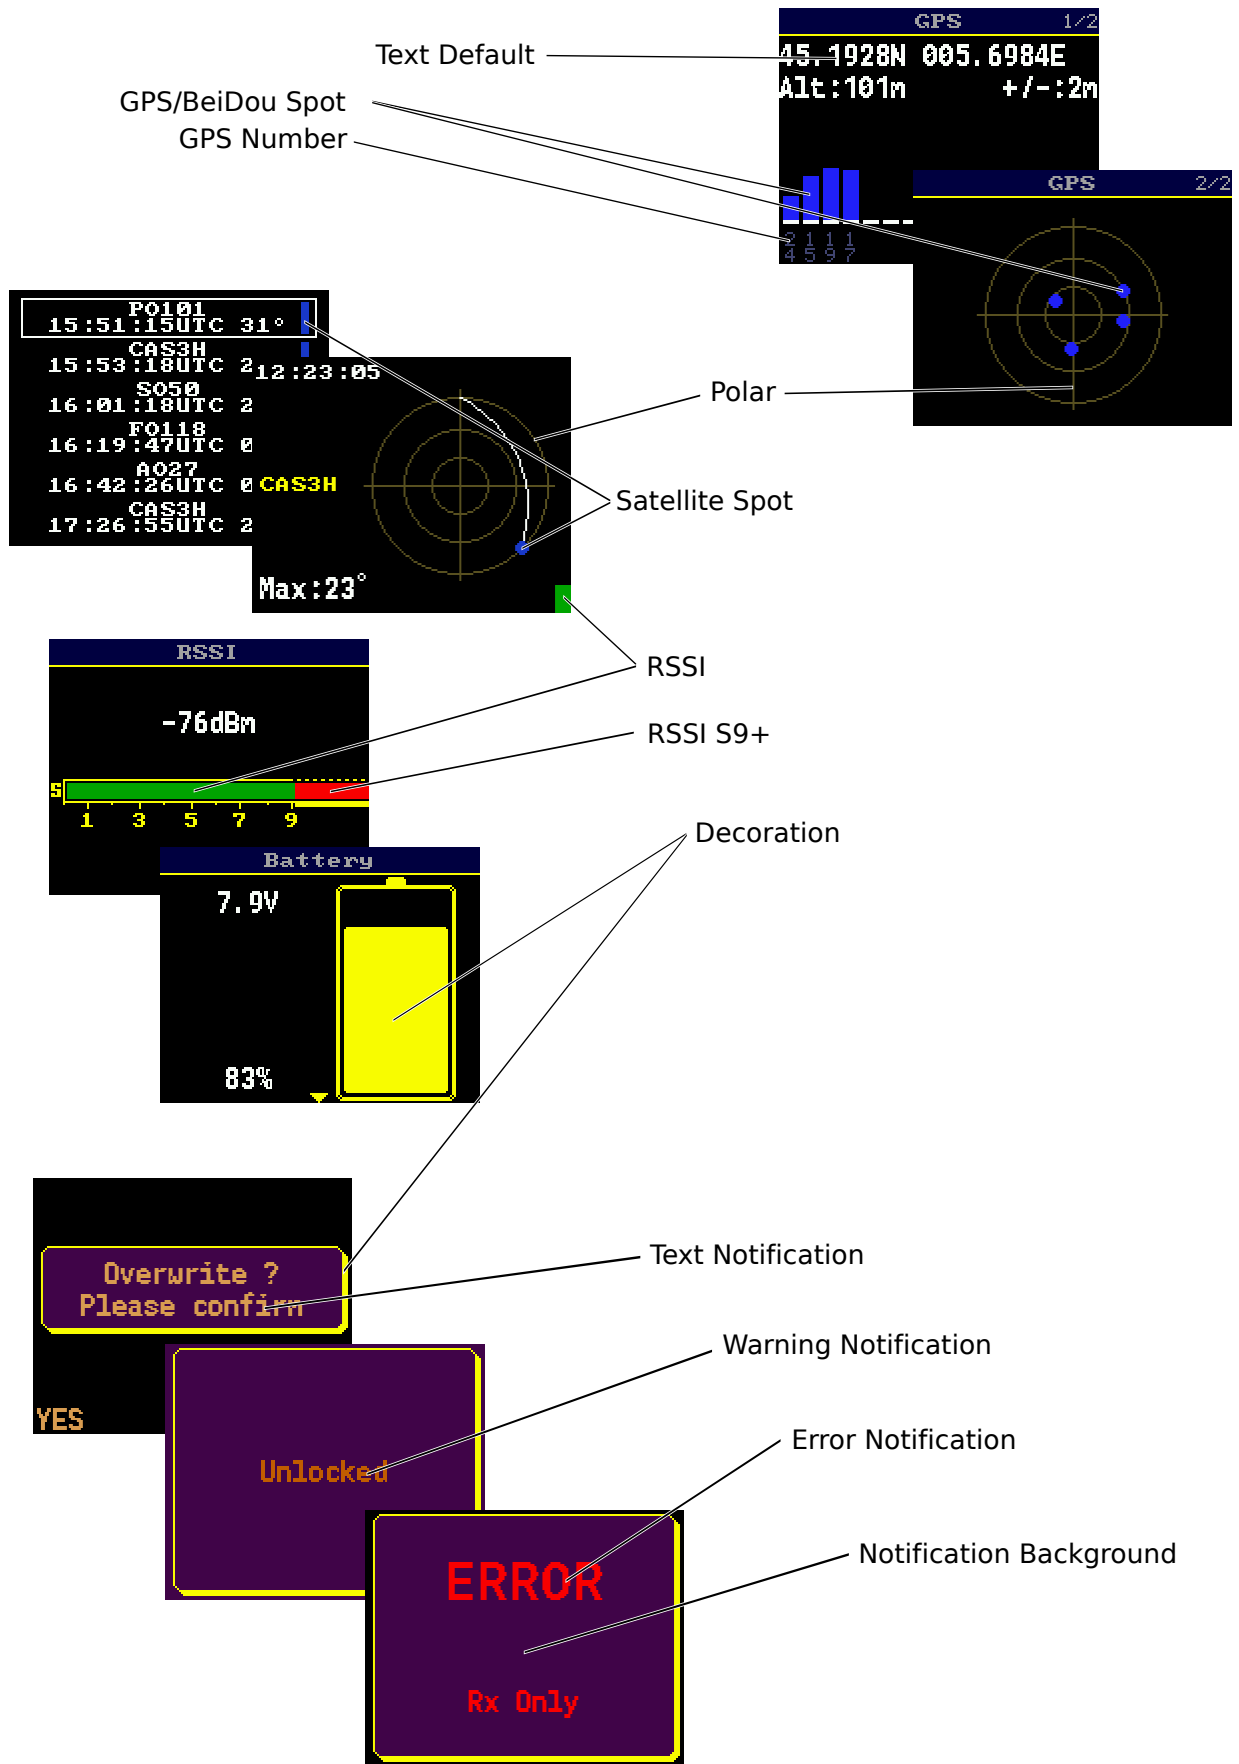 GPS 1/2
Text Default
45.1928N 005.6984E
Alt:101m +/-:2m
GPS/BeiDou Spot
GPS Number
GPS 2/2
2 1 1 1
4 5 9 7
PO101
15:51:15UTC 31°
CAS3H
15:53:18UTC 2
12:23:05
SO50
16:01:18UTC 2
Polar
FO118
16:19:47UTC 0
AO27
16:42:26UTC 0
CAS3H
CAS3H
17:26:55UTC 2
Satellite Spot
Max:23°
RSSI
RSSI
-76dBm
RSSI S9+
S
1 3 5 7 9
Decoration
Battery
7.9V
83%
Text Notification
Overwrite ?
Please confirm
Warning Notification
YES
Unlocked
Error Notification
ERROR
Notification Background
Rx Only